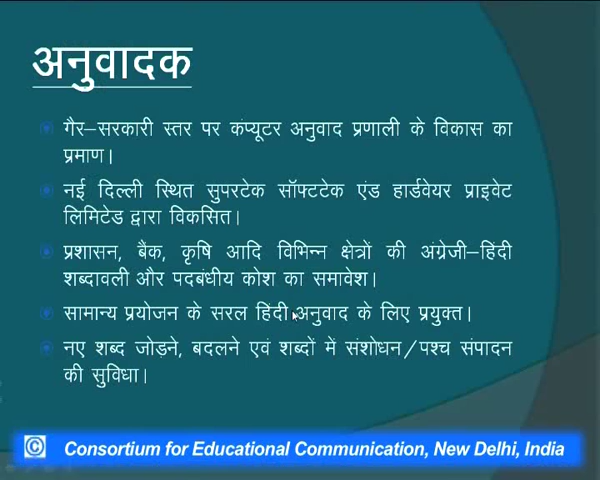 अनुवादक
गैर–सरकारी स्तर पर कंप्यूटर अनुवाद प्रणाली के विकास का
प्रमाण।
नई दिल्ली स्थित सुपरटेक सॉफ्टटेक एंड हार्डवेयर प्राइवेट
लिमिटेड द्वारा विकसित।
प्रशासन, बैंक, कृषि आदि विभिन्न क्षेत्रों की अंग्रेजी–हिंदी
शब्दावली और पदबंधीय कोश का समावेश।
सामान्य प्रयोजन के सरल हिंदी अनुवाद के लिए प्रयुक्त।
नए शब्द जोड़ने, बदलने एवं शब्दों में संशोधन/पश्च संपादन
की सुविधा।
© Consortium for Educational Communication, New Delhi, India